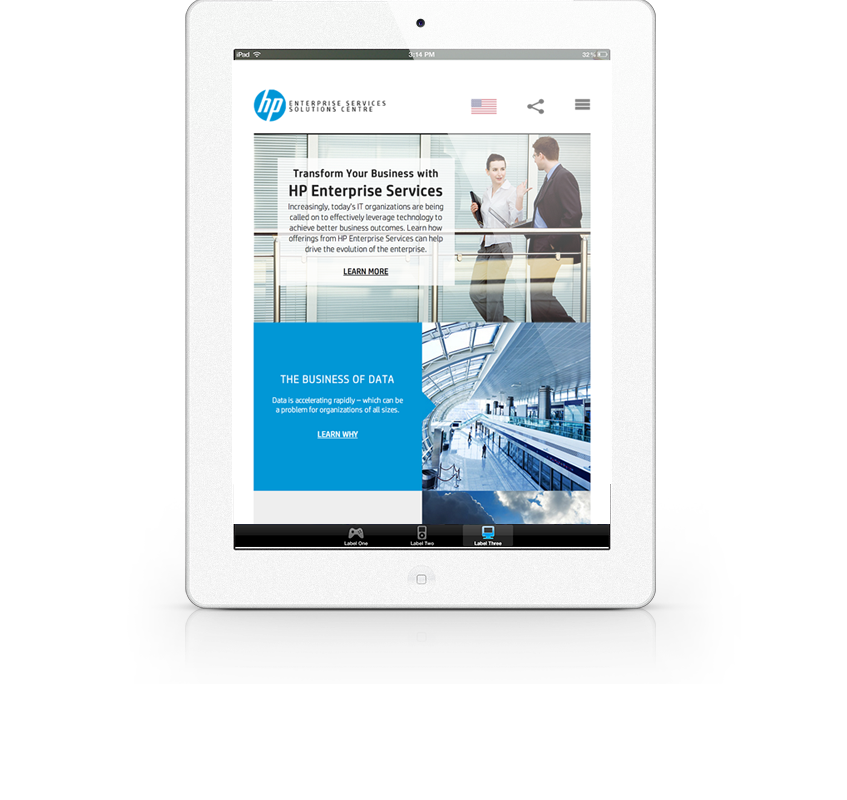 iPad 3:14 PM 32%
hp ENTERPRISE SERVICES
SOLUTIONS CENTRE
Transform Your Business with
HP Enterprise Services
Increasingly, today's IT organizations are being
called on to effectively leverage technology to
achieve better business outcomes. Learn how
offerings from HP Enterprise Services can help
drive the evolution of the enterprise.
LEARN MORE
THE BUSINESS OF DATA
Data is accelerating rapidly – which can be
a problem for organizations of all sizes.
LEARN WHY
Label One Label Two Label Three